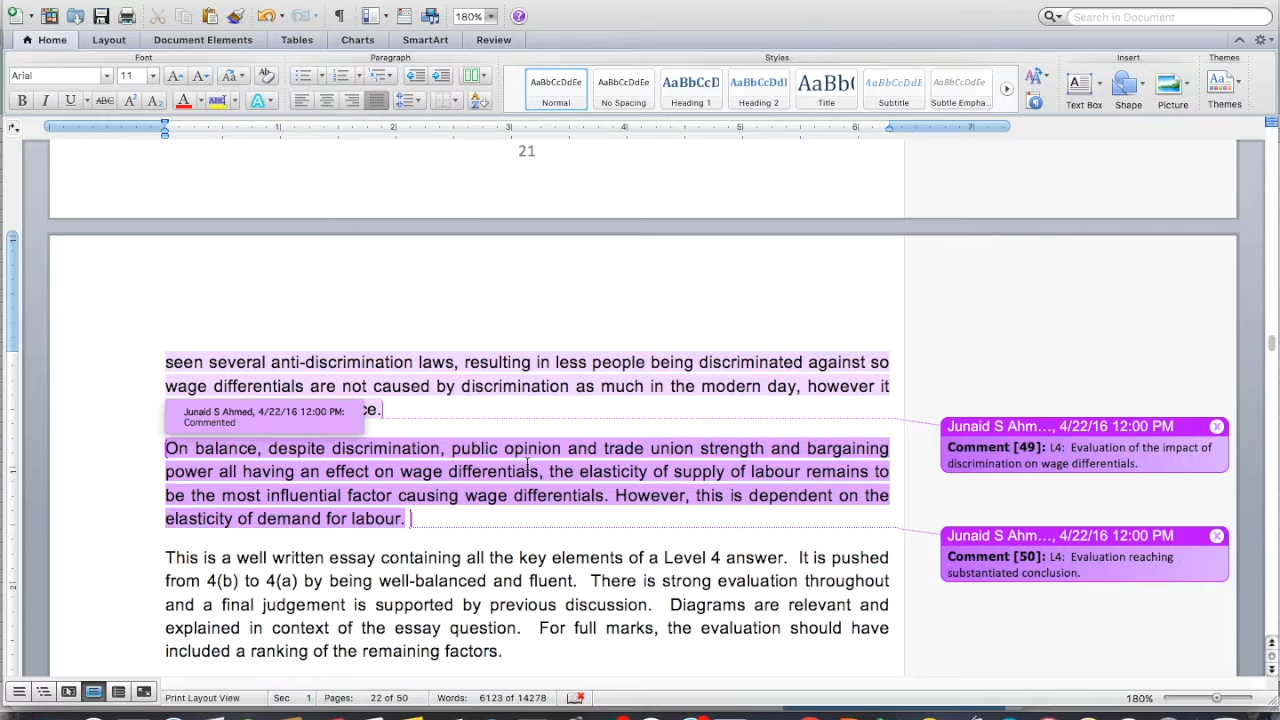 180%
Search in Document
Home
Layout
Document Elements
Tables
Charts
SmartArt
Review
Font
Paragraph
Styles
Insert
Themes
Arial
11
AaBbCcDdEe
Normal
AaBbCcDdEe
No Spacing
AaBbCcD
Heading 1
AaBbCcDdI
Heading 2
AaBb(
Title
AaBbCcDdE
Subtitle
AaBbCcDdEe
Subtle Empha...
Text Box
Shape
Picture
Themes
21
seen several anti-discrimination laws, resulting in less people being discriminated against so
wage differentials are not caused by discrimination as much in the modern day, however it
ce.
Junaid S Ahmed, 4/22/16 12:00 PM:
Commented
On balance, despite discrimination, public opinion and trade union strength and bargaining
power all having an effect on wage differentials, the elasticity of supply of labour remains to
be the most influential factor causing wage differentials. However, this is dependent on the
elasticity of demand for labour.
This is a well written essay containing all the key elements of a Level 4 answer. It is pushed
from 4(b) to 4(a) by being well-balanced and fluent. There is strong evaluation throughout
and a final judgement is supported by previous discussion. Diagrams are relevant and
explained in context of the essay question. For full marks, the evaluation should have
included a ranking of the remaining factors.
Junaid S Ahm..., 4/22/16 12:00 PM
Comment [49]: L4: Evaluation of the impact of
discrimination on wage differentials.
Junaid S Ahm..., 4/22/16 12:00 PM
Comment [50]: L4: Evaluation reaching
substantiated conclusion.
Print Layout View
Sec 1
Pages: 22 of 50
Words: 6123 of 14278
180%